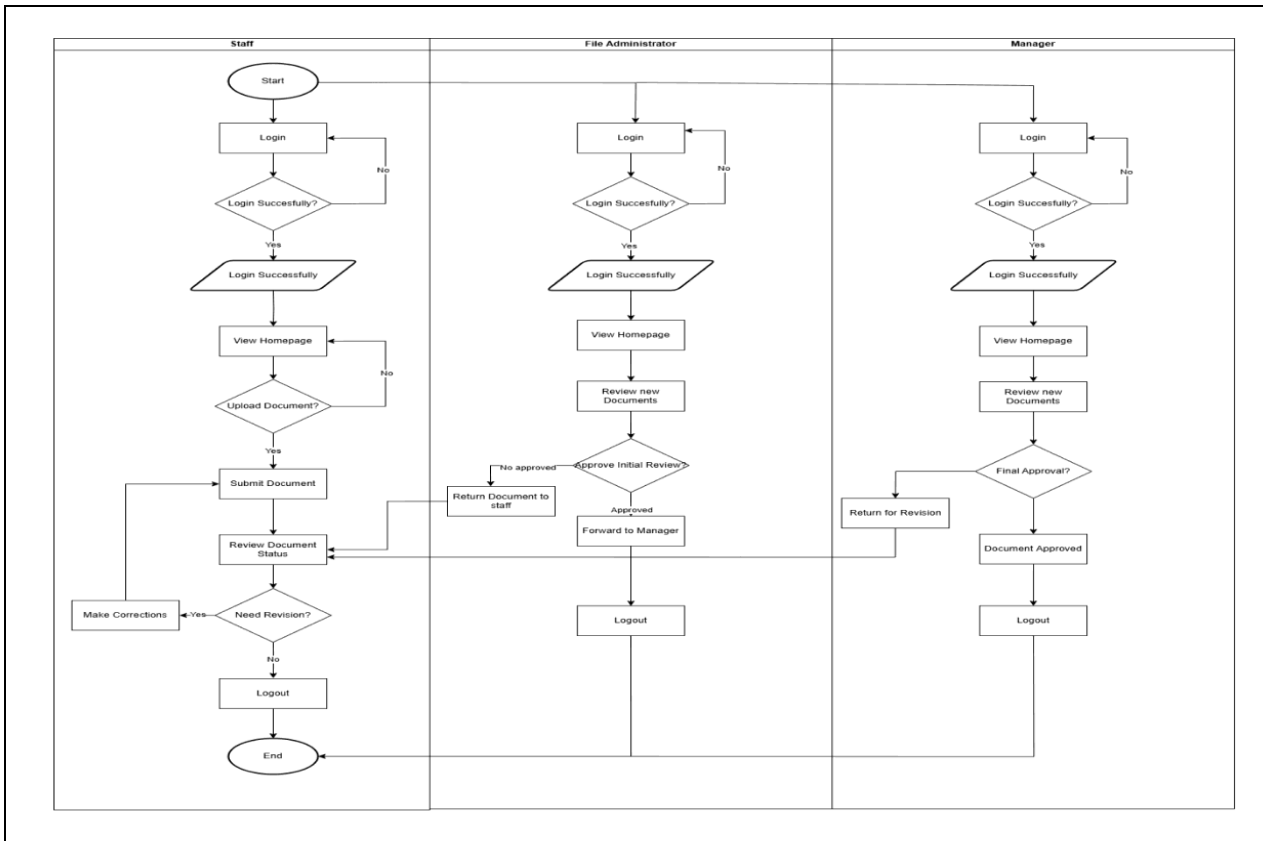 Staff
File Administrator
Manager
Start
Login
No
Login Succesfully?
Yes
Login Successfully
View Homepage
No
Upload Document?
Yes
Submit Document
Review Document
Status
Make Corrections
Yes
Need Revision?
No
Logout
End
Login
No
Login Succesfully?
Yes
Login Successfully
View Homepage
Review new
Documents
Approve Initial Review?
No approved
Return Document to
staff
Approved
Forward to Manager
Logout
Login
No
Login Succesfully?
Yes
Login Successfully
View Homepage
Review new
Documents
Final Approval?
Return for Revision
Document Approved
Logout